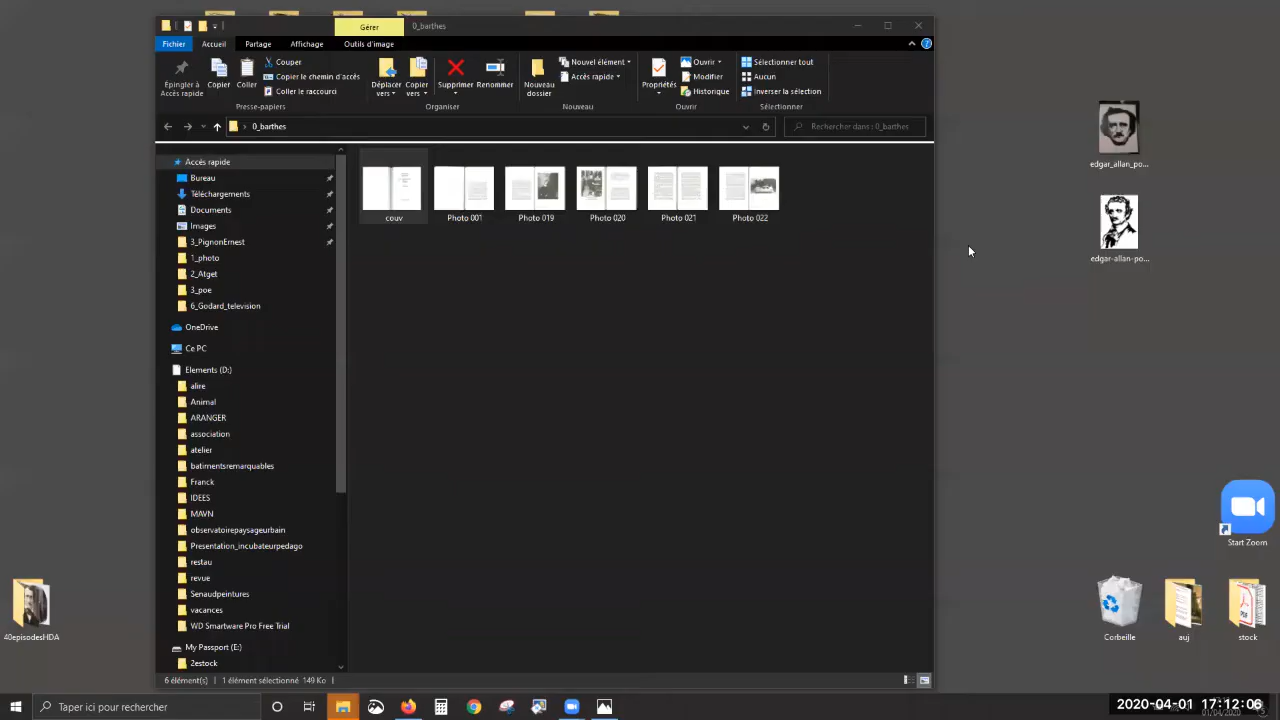 Gérer
0_barthes
Fichier
Accueil
Partage
Affichage
Outils d'image
Épingler à
Accès rapide
Copier
Coller
Couper
Copier le chemin d'accès
Coller le raccourci
Presse-papiers
Déplacer
vers
Copier
vers
Supprimer
Renommer
Organiser
Nouveau
dossier
Nouvel élément
Accès rapide
Nouveau
Propriétés
Ouvrir
Modifier
Historique
Ouvrir
Sélectionner tout
Aucun
Inverser la sélection
Sélectionner
0_barthes
Rechercher dans : 0_barthes
Accès rapide
Bureau
Téléchargements
Documents
Images
3_PignonErnest
1_photo
2_Atget
3_poe
6_Godard_television
OneDrive
Ce PC
Elements (D:)
alire
Animal
ARANGER
association
atelier
batimentsremarquables
Franck
IDEES
MAVN
observatoirepaysageurbain
Presentation_incubateurpedago
restau
revue
Senaudpeintures
vacances
WD Smartware Pro Free Trial
My Passport (E:)
2estock
couv
Photo 001
Photo 019
Photo 020
Photo 021
Photo 022
6 élément(s)
1 élément sélectionné 149 Ko
edgar_allan_po...
edgar-allan-po...
Start Zoom
40episodesHDA
Corbeille
auj
stock
Taper ici pour rechercher
2020-04-01 17:12:06
01/04/2020